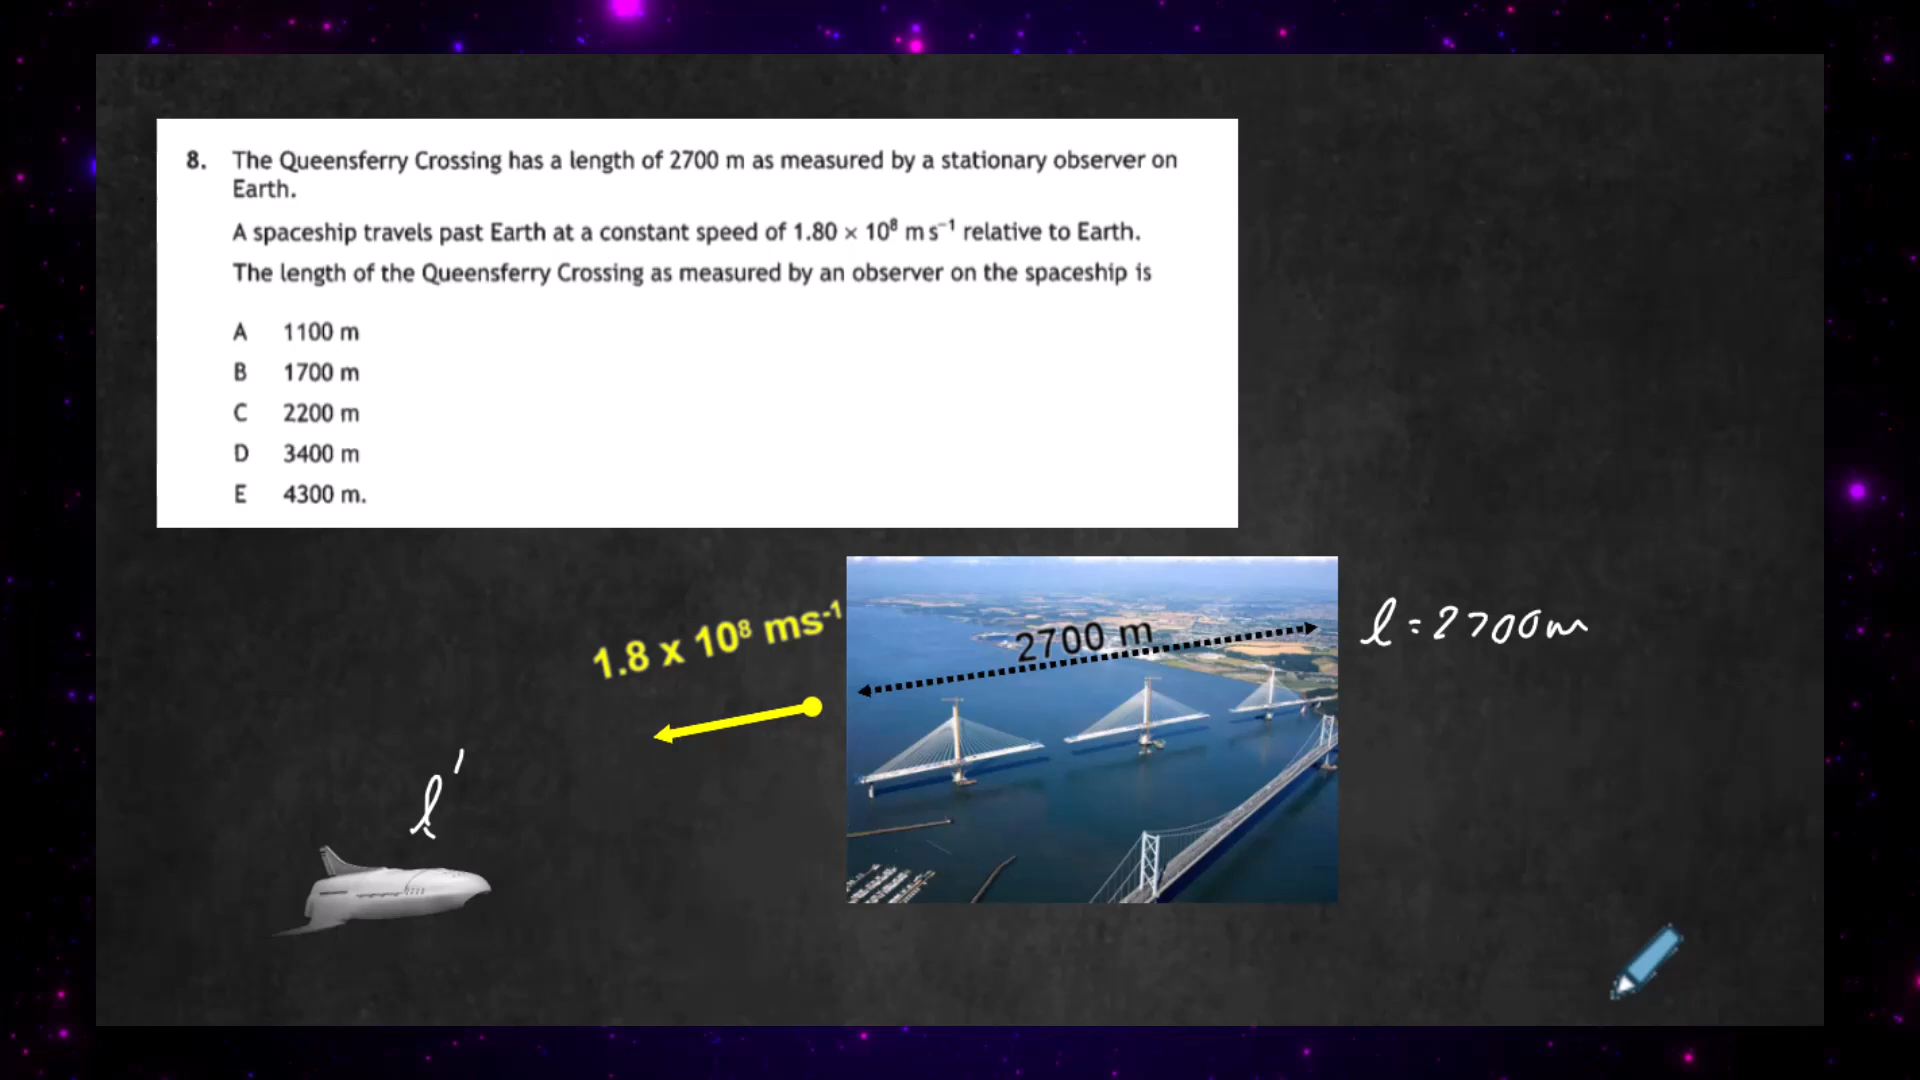 8. The Queensferry Crossing has a length of 2700 m as measured by a stationary observer on
Earth.
A spaceship travels past Earth at a constant speed of 1.80 × 10⁸ m s⁻¹ relative to Earth.
The length of the Queensferry Crossing as measured by an observer on the spaceship is
A 1100 m
B 1700 m
C 2200 m
D 3400 m
E 4300 m.
1.8 x 10⁸ ms⁻¹
2700 m
l = 2700m
l'